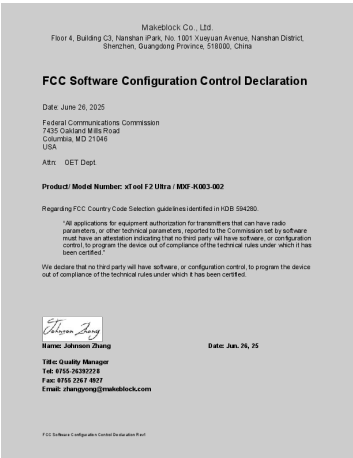 Makeblock Co., Ltd.
Floor 4, Building C3, Nanshan iPark, No. 1001 Xueyuan Avenue, Nanshan District,
Shenzhen, Guangdong Province, 518000, China
FCC Software Configuration Control Declaration
Date: June 26, 2025
Federal Communications Commission
7435 Oakland Mills Road
Columbia, MD 21046
USA
Attn: OET Dept.
Product/ Model Number: xTool F2 Ultra / MXF-K003-002
Regarding FCC Country Code Selection guidelines identified in KDB 594280.
"All applications for equipment authorization for transmitters that can have radio
parameters, or other technical parameters, reported to the Commission set by software
must have an attestation indicating that no third party will have software, or configuration
control, to program the device out of compliance of the technical rules under which it has
been certified."
We declare that no third party will have software, or configuration control, to program the device
out of compliance of the technical rules under which it has been certified.
Johnson Zhang
Name: Johnson Zhang Date: Jun. 26, 25
Title: Quality Manager
Tel: 0755-26392228
Fax: 0755 2267 4927
Email: zhangyong@makeblock.com
FCC Software Configuration Control Declaration Rev1